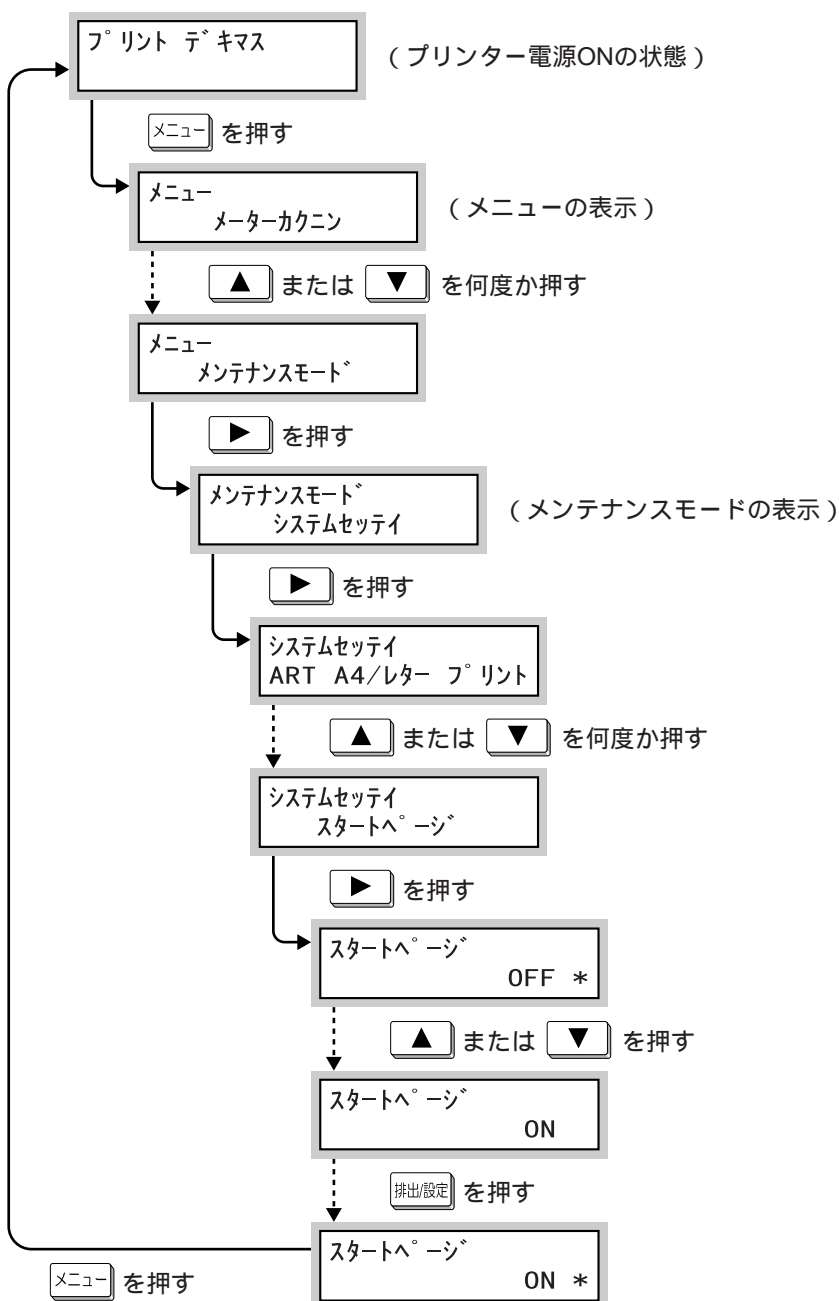 プリント デキマス
(プリンター電源ONの状態)
メニュー を押す
メニュー
メーターカクニン
(メニューの表示)
▲ または ▼ を何度か押す
メニュー
メンテナンスモード
▶ を押す
メンテナンスモード
システムセッテイ
(メンテナンスモードの表示)
▶ を押す
システムセッテイ
ART A4/レター プリント
▲ または ▼ を何度か押す
システムセッテイ
スタートページ
▶ を押す
スタートページ
OFF *
▲ または ▼ を押す
スタートページ
ON
排出/設定 を押す
スタートページ
ON *
メニュー を押す